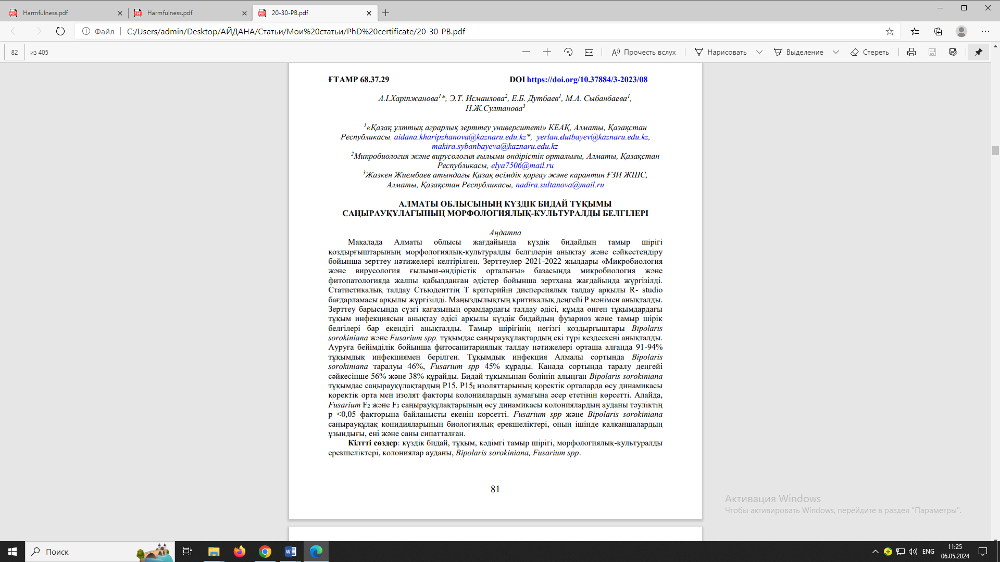 Harmfulness.pdf
Harmfulness.pdf
20-30-PB.pdf
Файл
C:/Users/admin/Desktop/АЙДАНА/Статьи/Мои%20статьи/PhD%20certificate/20-30-PB.pdf
82 из 405
Прочесть вслух
Нарисовать
Выделение
Стереть
ҒТАМР 68.37.29 DOI https://doi.org/10.37884/3-2023/08
А.І.Харіпжанова1*, Э.Т. Исмаилова2, Е.Б. Дутбаев1, М.А. Сыбанбаева1,
Н.Ж.Султанова3
1«Қазақ ұлттық аграрлық зерттеу университеті» КЕАҚ, Алматы, Қазақстан
Республикасы, aidana.kharipzhanova@kaznaru.edu.kz*, yerlan.dutbayev@kaznaru.edu.kz,
makira.sybanbayeva@kaznaru.edu.kz
2Микробиология және вирусология ғылыми өндірістік орталығы, Алматы, Қазақстан
Республикасы, elya7506@mail.ru
3Жазкен Жиембаев атындағы Қазақ өсімдік қорғау және карантин ҒЗИ ЖШС,
Алматы, Қазақстан Республикасы, nadira.sultanova@mail.ru
АЛМАТЫ ОБЛЫСЫНЫҢ КҮЗДІК БИДАЙ ТҰҚЫМЫ
САҢЫРАУҚҰЛАҒЫНЫҢ МОРФОЛОГИЯЛЫҚ-КУЛЬТУРАЛДЫ БЕЛГІЛЕРІ
Аңдатпа
Мақалада Алматы облысы жағдайында күздік бидайдың тамыр шірігі
қоздырғыштарының морфологиялық-культуралды белгілерін анықтау және сәйкестендіру
бойынша зерттеу нәтижелері келтірілген. Зерттеулер 2021-2022 жылдары «Микробиология
және вирусология ғылыми-өндірістік орталығы» базасында микробиология және
фитопатологияда жалпы қабылданған әдістер бойынша зертхана жағдайында жүргізілді.
Статистикалық талдау Стьюденттің Т критерийін дисперсиялық талдау арқылы R- studio
бағдарламасы арқылы жүргізілді. Маңыздылықтың критикалық деңгейі Р мәнімен анықталды.
Зерттеу барысында сүзгі қағазының орамдардағы талдау әдісі, құмда өнген тұқымдардағы
тұқым инфекциясын анықтау әдісі арқылы күздік бидайдың фузариоз және тамыр шірік
белгілері бар екендігі анықталды. Тамыр шірігінің негізгі қоздырғыштары Bipolaris
sorokiniana және Fusarium spp. тұқымдас саңырауқұлақтардың екі түрі кездескені анықталды.
Ауруға бейімділік бойынша фитосанитариялық талдау нәтижелері орташа алғанда 91-94%
тұқымдық инфекциямен берілген. Тұқымдық инфекция Алмалы сортында Bipolaris
sorokiniana таралуы 46%, Fusarium spp 45% құрады. Канада сортында таралу деңгейі
сәйкесінше 56% және 38% құрайды. Бидай тұқымынан бөлініп алынған Bipolaris sorokiniana
тұқымдас саңырауқұлақтардың Р15, Р151 изоляттарының қоректік орталарда өсу динамикасы
қоректік орта мен изолят факторы колониялардың аумағына әсер ететінін көрсетті. Алайда,
Fusarium F2 және F3 саңырауқұлақтарының өсу динамикасы колониялардың ауданы тәуліктің
p <0,05 факторына байланысты екенін көрсетті. Fusarium spp және Bipolaris sorokiniana
саңырауқұлақ конидияларының биологиялық ерекшеліктері, оның ішінде қалқаншалардың
ұзындығы, ені және саны сипатталған.
Кілтті сөздер: күздік бидай, тұқым, кәдімгі тамыр шірігі, морфологиялық-культуралды
ерекшеліктері, колониялар ауданы, Bipolaris sorokiniana, Fusarium spp.
81
Активация Windows
Чтобы активировать Windows, перейдите в раздел "Параметры".
Поиск
ENG
11:25
06.05.2024